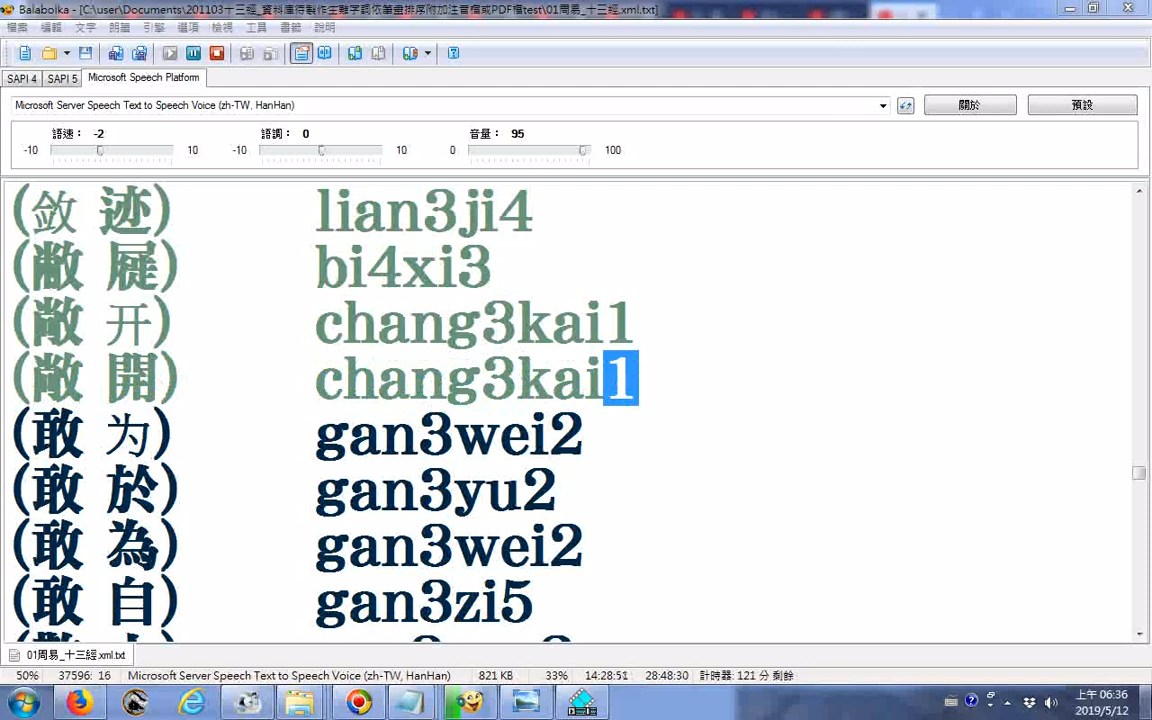 Balabolka - [C:\user\Documents\201103十三經_資料庫待製作生難字詞依筆畫排序附加注音檔或PDF檔test\01周易_十三經.xml.txt]
檔案 編輯 文字 朗讀 引擎 選項 檢視 工具 書籤 說明
SAPI 4 SAPI 5 Microsoft Speech Platform
Microsoft Server Speech Text to Speech Voice (zh-TW, HanHan) 關於 預設
語速： -2 語調： 0 音量： 95
-10 10 -10 10 0 100
(敛 迹) lian3ji4
(敝 屣) bi4xi3
(敞 开) chang3kai1
(敞 開) chang3kai1
(敢 为) gan3wei2
(敢 於) gan3yu2
(敢 為) gan3wei2
(敢 自) gan3zi5
01周易_十三經.xml.txt
50% 37596: 16 Microsoft Server Speech Text to Speech Voice (zh-TW, HanHan) 821 KB 33% 14:28:51 28:48:30 計時器: 121 分 剩餘
上午 06:36
2019/5/12